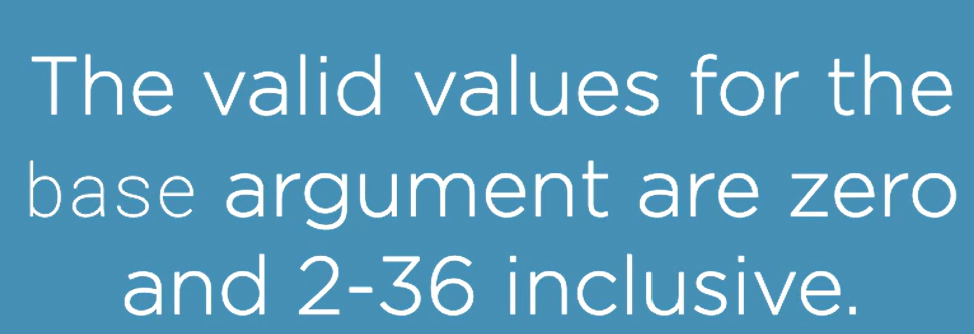 The valid values for the
base argument are zero
and 2-36 inclusive.